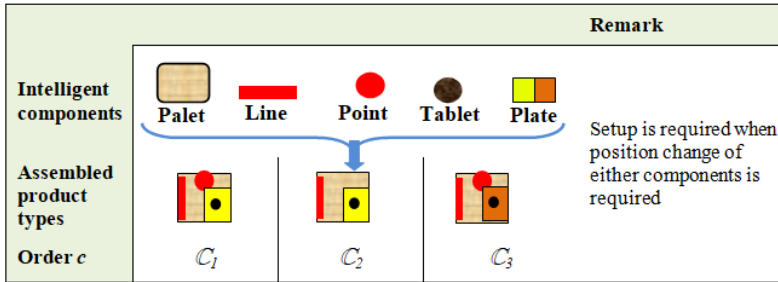 Remark
Intelligent
components
Palet
Line
Point
Tablet
Plate
Setup is required when
position change of
either components is
required
Assembled
product
types
Order c
ℂ1
ℂ2
ℂ3